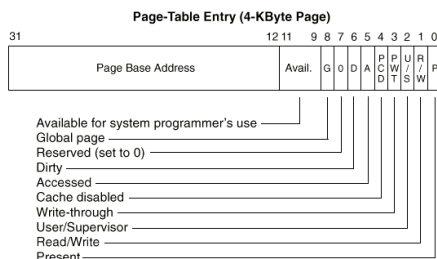 Page-Table Entry (4-KByte Page)
31 12 11 9 8 7 6 5 4 3 2 1 0
Page Base Address Avail. G 0 D A PCD PWT U/S R/W P
Available for system programmer's use
Global page
Reserved (set to 0)
Dirty
Accessed
Cache disabled
Write-through
User/Supervisor
Read/Write
Present